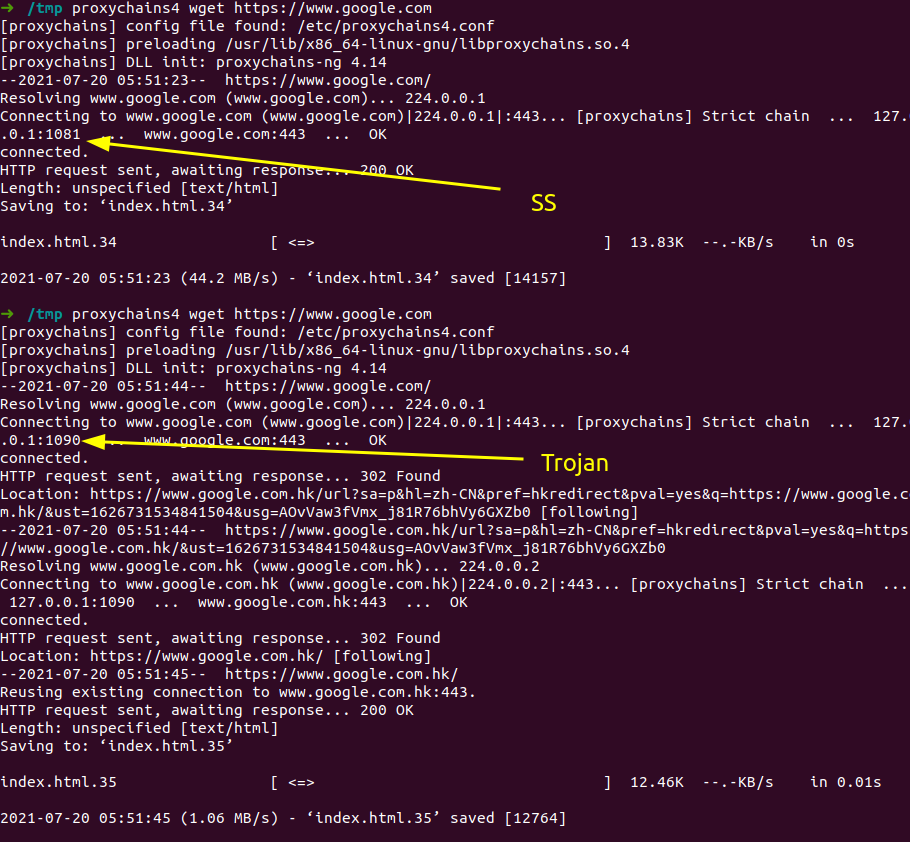 ➜  /tmp proxychains4 wget https://www.google.com
[proxychains] config file found: /etc/proxychains4.conf
[proxychains] preloading /usr/lib/x86_64-linux-gnu/libproxychains.so.4
[proxychains] DLL init: proxychains-ng 4.14
--2021-07-20 05:51:23--  https://www.google.com/
Resolving www.google.com (www.google.com)... 224.0.0.1
Connecting to www.google.com (www.google.com)|224.0.0.1|:443... [proxychains] Strict chain  ...  127.
.0.1:1081  ...  www.google.com:443  ...  OK
connected.
HTTP request sent, awaiting response... 200 OK
Length: unspecified [text/html]
Saving to: ‘index.html.34’
SS
index.html.34                 [ <=>                                ]  13.83K  --.-KB/s    in 0s
2021-07-20 05:51:23 (44.2 MB/s) - ‘index.html.34’ saved [14157]
➜  /tmp proxychains4 wget https://www.google.com
[proxychains] config file found: /etc/proxychains4.conf
[proxychains] preloading /usr/lib/x86_64-linux-gnu/libproxychains.so.4
[proxychains] DLL init: proxychains-ng 4.14
--2021-07-20 05:51:44--  https://www.google.com/
Resolving www.google.com (www.google.com)... 224.0.0.1
Connecting to www.google.com (www.google.com)|224.0.0.1|:443... [proxychains] Strict chain  ...  127.
.0.1:1090  ...  www.google.com:443  ...  OK
connected.
Trojan
HTTP request sent, awaiting response... 302 Found
Location: https://www.google.com.hk/url?sa=p&hl=zh-CN&pref=hkredirect&pval=yes&q=https://www.google.c
m.hk/&ust=1626731534841504&usg=AOvVaw3fVmx_j81R76bhVy6GXZb0 [following]
--2021-07-20 05:51:44--  https://www.google.com.hk/url?sa=p&hl=zh-CN&pref=hkredirect&pval=yes&q=https
//www.google.com.hk/&ust=1626731534841504&usg=AOvVaw3fVmx_j81R76bhVy6GXZb0
Resolving www.google.com.hk (www.google.com.hk)... 224.0.0.2
Connecting to www.google.com.hk (www.google.com.hk)|224.0.0.2|:443... [proxychains] Strict chain  ...
 127.0.0.1:1090  ...  www.google.com.hk:443  ...  OK
connected.
HTTP request sent, awaiting response... 302 Found
Location: https://www.google.com.hk/ [following]
--2021-07-20 05:51:45--  https://www.google.com.hk/
Reusing existing connection to www.google.com.hk:443.
HTTP request sent, awaiting response... 200 OK
Length: unspecified [text/html]
Saving to: ‘index.html.35’
index.html.35                 [ <=>                                ]  12.46K  --.-KB/s    in 0.01s
2021-07-20 05:51:45 (1.06 MB/s) - ‘index.html.35’ saved [12764]